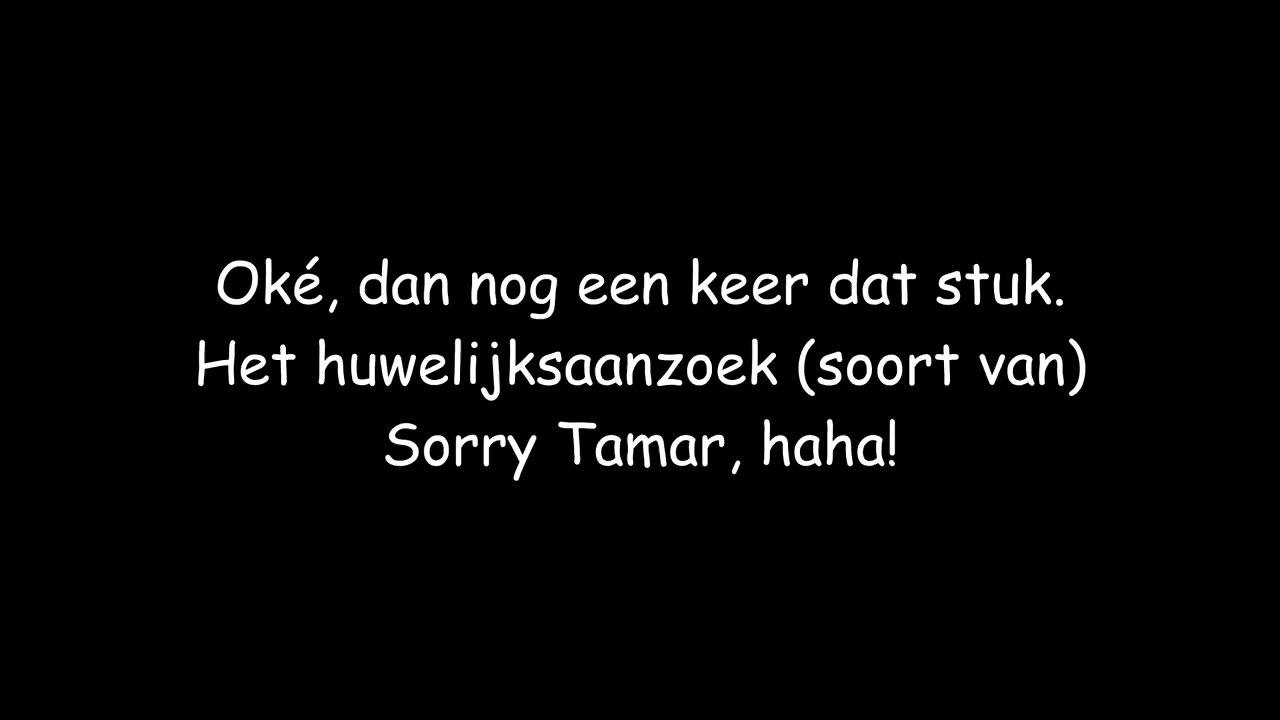 Oké, dan nog een keer dat stuk.
Het huwelijksaanzoek (soort van)
Sorry Tamar, haha!